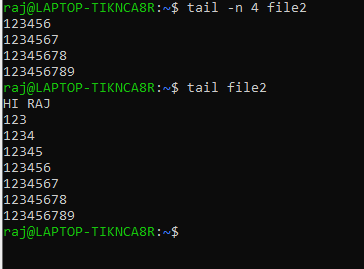 raj@LAPTOP-TIKNCA8R:~$ tail -n 4 file2
123456
1234567
12345678
123456789
raj@LAPTOP-TIKNCA8R:~$ tail file2
HI RAJ
123
1234
12345
123456
1234567
12345678
123456789
raj@LAPTOP-TIKNCA8R:~$